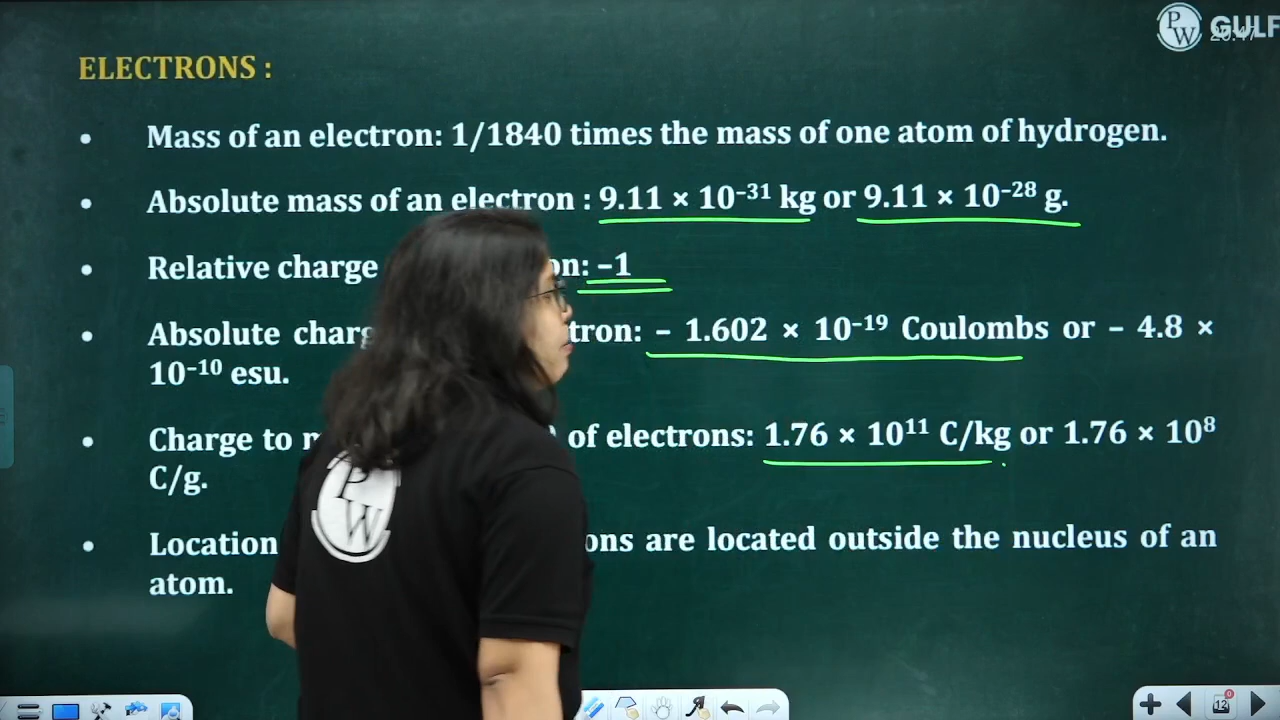 PW GULF
ELECTRONS :
• Mass of an electron: 1/1840 times the mass of one atom of hydrogen.
• Absolute mass of an electron : 9.11 × 10⁻³¹ kg or 9.11 × 10⁻²⁸ g.
• Relative charge on: –1
• Absolute charg tron: – 1.602 × 10⁻¹⁹ Coulombs or – 4.8 ×
10⁻¹⁰ esu.
• Charge to m of electrons: 1.76 × 10¹¹ C/kg or 1.76 × 10⁸
C/g.
• Location ons are located outside the nucleus of an
atom.
PW
12